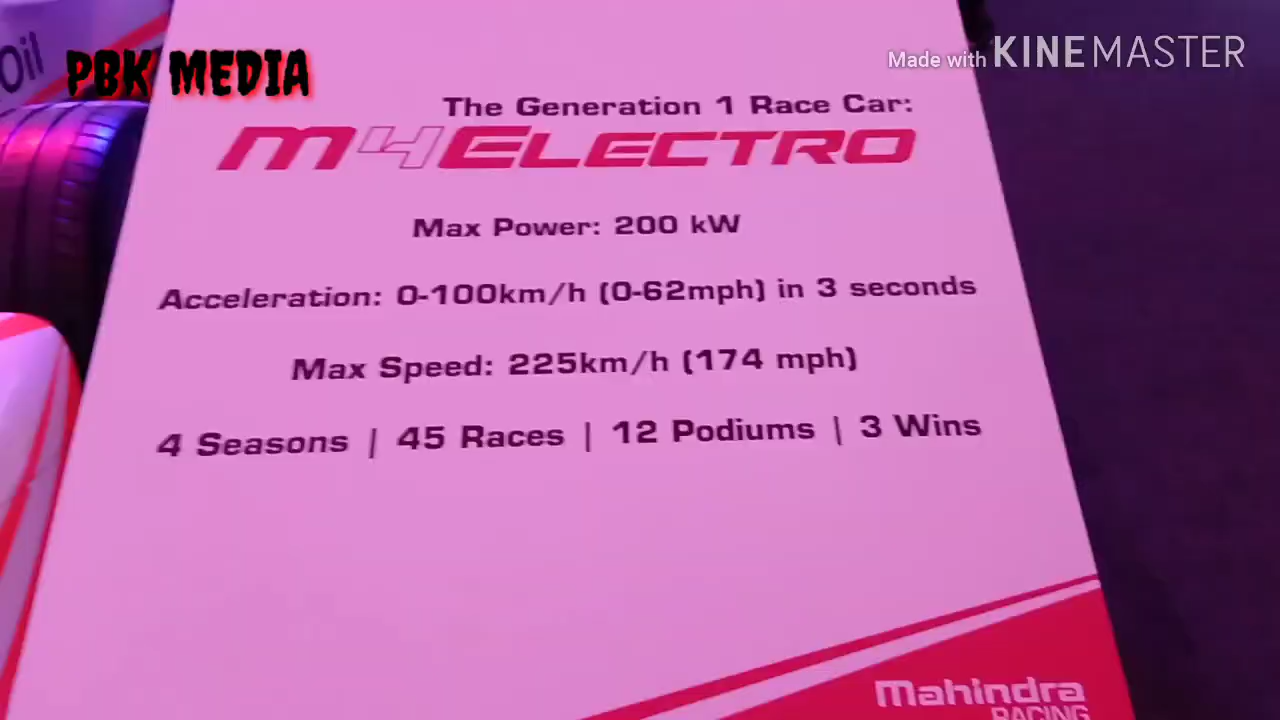 Oil
PBK MEDIA
Made with KINEMASTER
The Generation 1 Race Car:
M4ELECTRO
Max Power: 200 kW
Acceleration: 0-100km/h (0-62mph) in 3 seconds
Max Speed: 225km/h (174 mph)
4 Seasons | 45 Races | 12 Podiums | 3 Wins
Mahindra
RACING